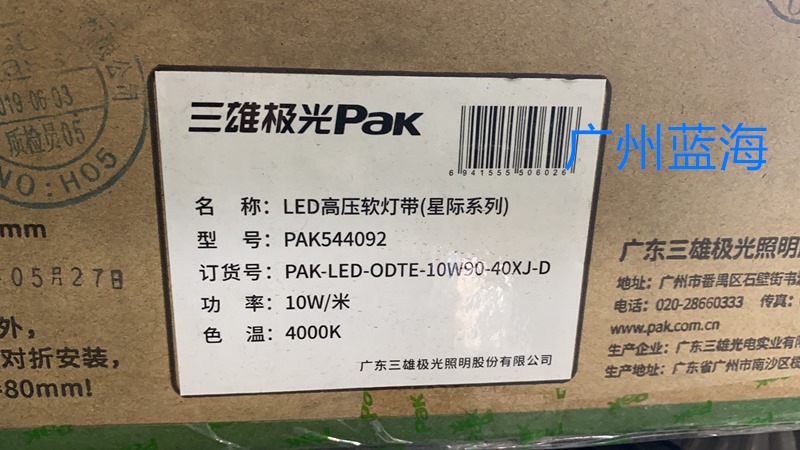 2019·06·03
质检员05
NO:H05
mm
05月27日
外，
对折安装，
80mm!
三雄极光Pak
6 941555 506026
广州蓝海
名 称：LED高压软灯带(星际系列)
型 号：PAK544092
订货号：PAK-LED-ODTE-10W90-40XJ-D
功 率：10W/米
色 温：4000K
广东三雄极光照明股份有限公司
广东三雄极光照明股
地址：广州市番禺区石壁街书
电话：020-28660333 传真：
www.pak.com.cn
生产企业：广东三雄光电实业有
生产地址：广东省广州市南沙区榄
Pak